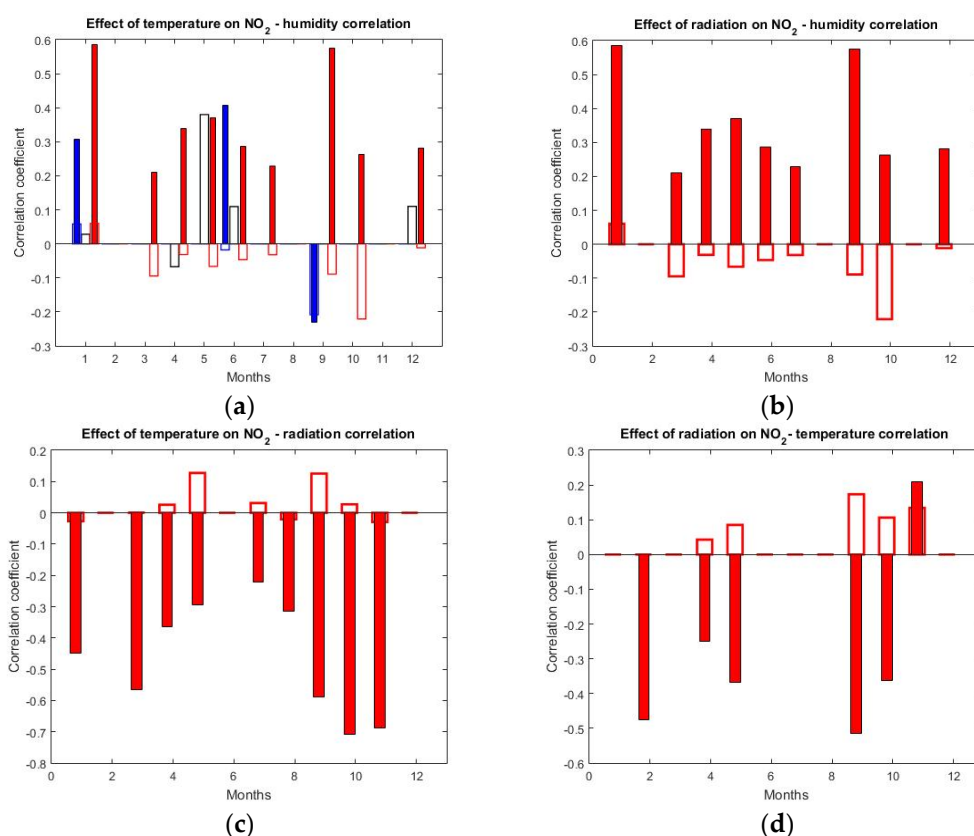 Effect of temperature on NO2 - humidity correlation
Correlation coefficient
0.6
0.5
0.4
0.3
0.2
0.1
0
-0.1
-0.2
-0.3
1 2 3 4 5 6 7 8 9 10 11 12
Months
(a)
Effect of radiation on NO2 - humidity correlation
Correlation coefficient
0.6
0.5
0.4
0.3
0.2
0.1
0
-0.1
-0.2
-0.3
0 2 4 6 8 10 12
Months
(b)
Effect of temperature on NO2 - radiation correlation
Correlation coefficient
0.2
0.1
0
-0.1
-0.2
-0.3
-0.4
-0.5
-0.6
-0.7
-0.8
0 2 4 6 8 10 12
Months
(c)
Effect of radiation on NO2- temperature correlation
Correlation coefficient
0.3
0.2
0.1
0
-0.1
-0.2
-0.3
-0.4
-0.5
-0.6
0 2 4 6 8 10 12
Months
(d)